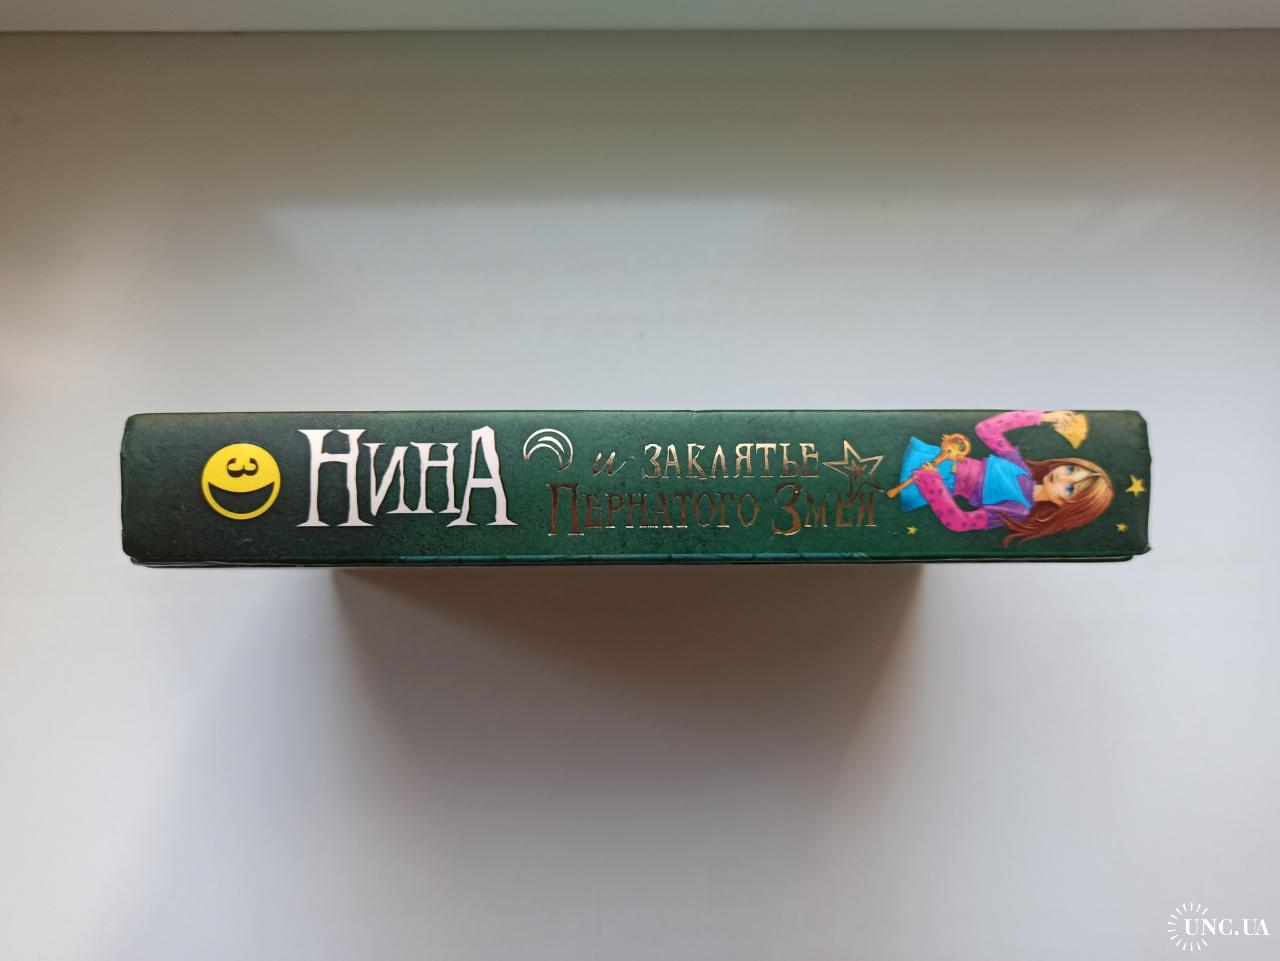 3
НИНА
и ЗАКЛЯТЬЕ
ПЕРНАТОГО ЗМЕЯ
UNC.UA